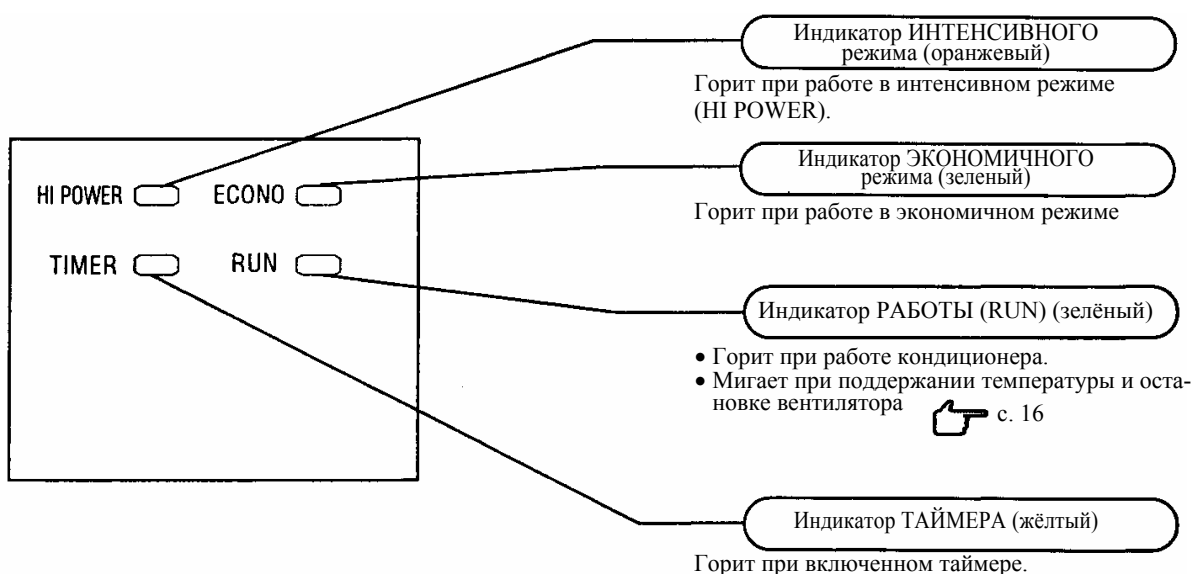 Индикатор ИНТЕНСИВНОГО
режима (оранжевый)
Горит при работе в интенсивном режиме
(HI POWER).
Индикатор ЭКОНОМИЧНОГО
режима (зеленый)
Горит при работе в экономичном режиме
HI POWER
ECONO
TIMER
RUN
Индикатор РАБОТЫ (RUN) (зелёный)
• Горит при работе кондиционера.
• Мигает при поддержании температуры и оста-
новке вентилятора
с. 16
Индикатор ТАЙМЕРА (жёлтый)
Горит при включенном таймере.